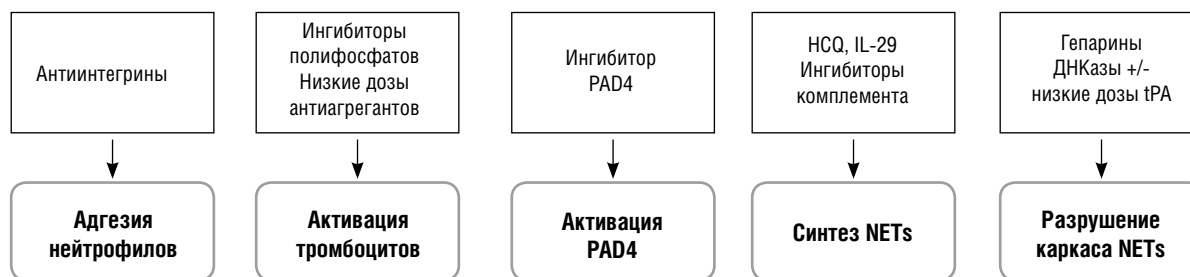 Антиинтегрины
Ингибиторы
полифосфатов
Низкие дозы
антиагрегантов
Ингибитор
PAD4
HCQ, IL-29
Ингибиторы
комплемента
Гепарины
ДНКазы +/-
низкие дозы tPA
Адгезия
нейтрофилов
Активация
тромбоцитов
Активация
PAD4
Синтез NETs
Разрушение
каркаса NETs